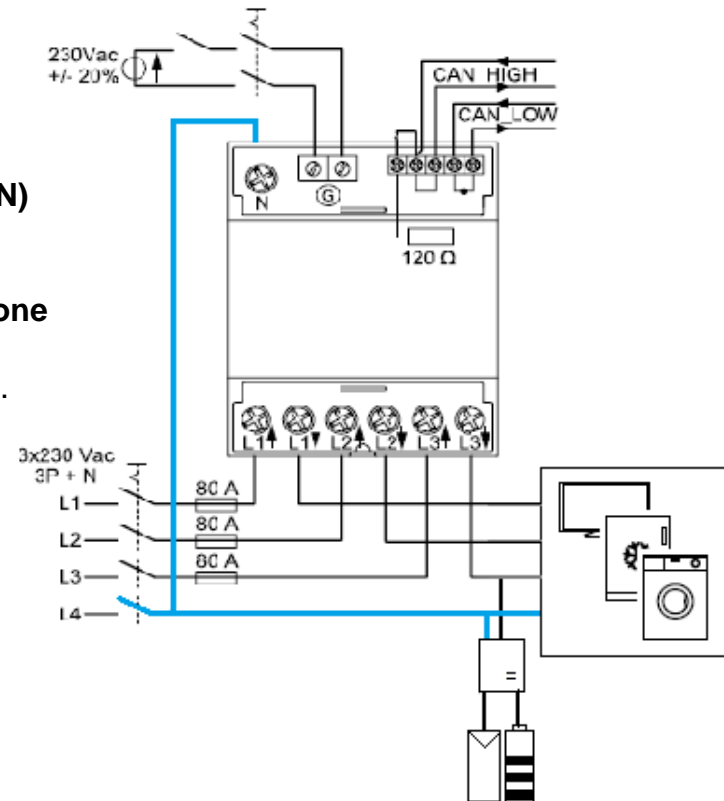 230Vac
+/- 20%
CAN_HIGH
CAN_LOW
N)
N
G
120 Ω
one
.
L1 L1 L2 L2 L3 L3
3x230 Vac
3P + N
80 A
L1
80 A
L2
80 A
L3
L4